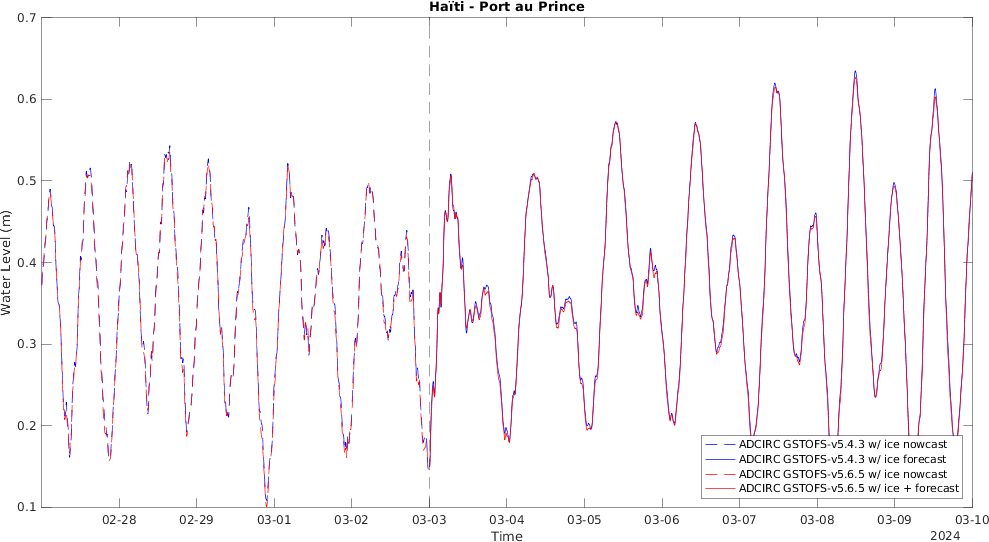 Haïti - Port au Prince
0.7
0.6
0.5
0.4
0.3
0.2
0.1
Water Level (m)
02-28 02-29 03-01 03-02 03-03 03-04 03-05 03-06 03-07 03-08 03-09 03-10
Time
2024
ADCIRC GSTOFS-v5.4.3 w/ ice nowcast
ADCIRC GSTOFS-v5.4.3 w/ ice forecast
ADCIRC GSTOFS-v5.6.5 w/ ice nowcast
ADCIRC GSTOFS-v5.6.5 w/ ice + forecast